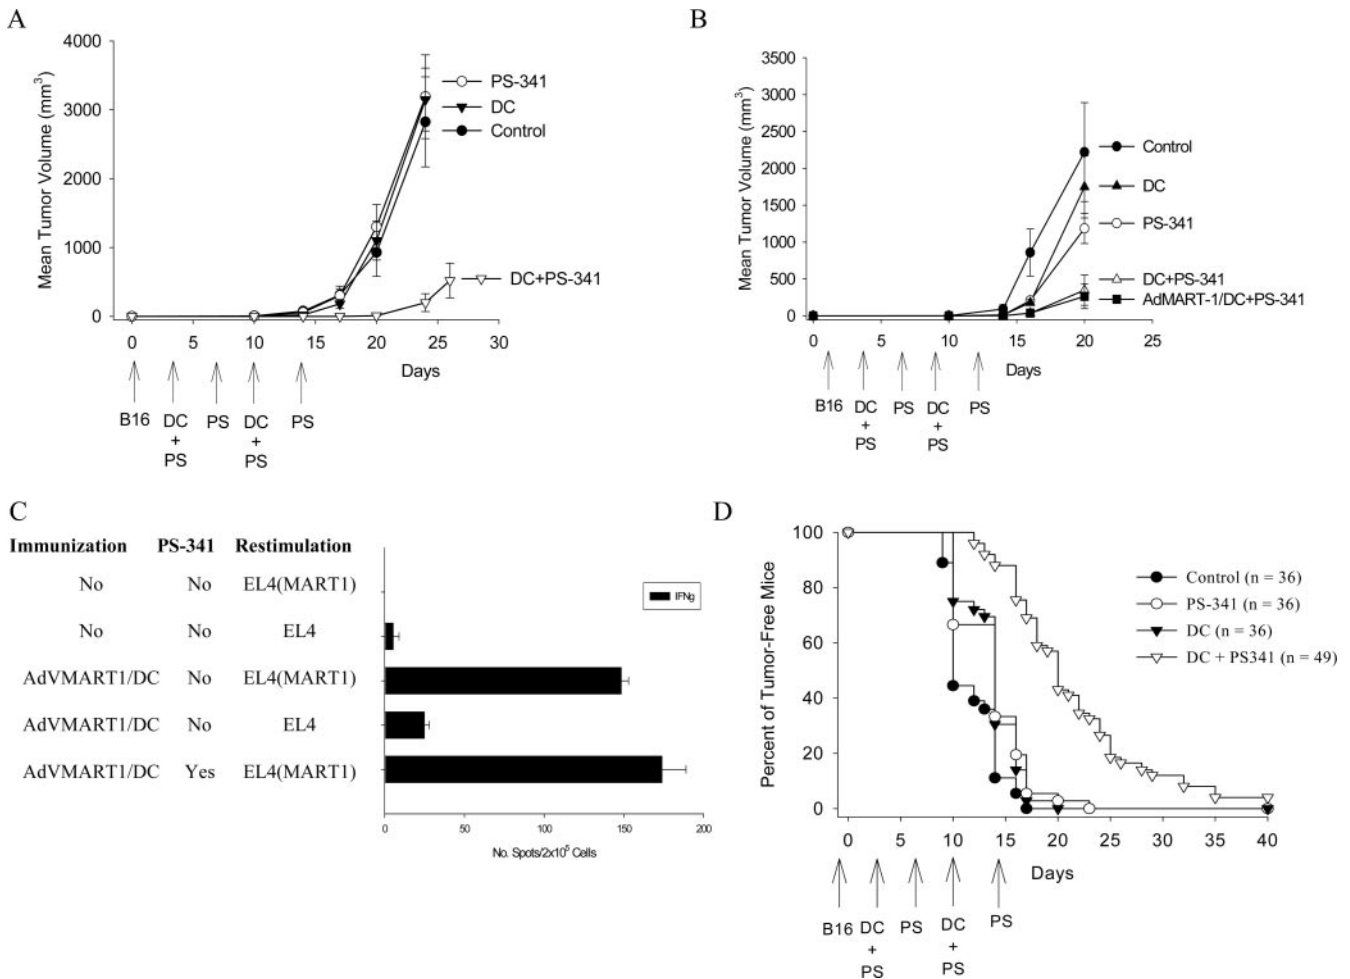 A
Mean Tumor Volume (mm³)
4000
3000
2000
1000
0
PS-341
DC
Control
DC+PS-341
0 5 10 15 20 25 30
Days
B16 DC + PS PS DC + PS PS
B
Mean Tumor Volume (mm³)
3500
3000
2500
2000
1500
1000
500
0
Control
DC
PS-341
DC+PS-341
AdMART-1/DC+PS-341
0 5 10 15 20 25
Days
B16 DC + PS PS DC + PS PS
C
Immunization PS-341 Restimulation
No No EL4(MART1)
No No EL4
AdVMART1/DC No EL4(MART1)
AdVMART1/DC No EL4
AdVMART1/DC Yes EL4(MART1)
IFNg
0 50 100 150 200
No. Spots/2x10⁵ Cells
D
Percent of Tumor-Free Mice
100
80
60
40
20
0
Control (n = 36)
PS-341 (n = 36)
DC (n = 36)
DC + PS341 (n = 49)
0 5 10 15 20 25 30 35 40
Days
B16 DC + PS PS DC + PS PS